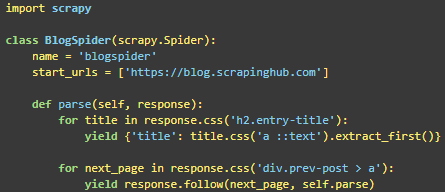 import scrapy

class BlogSpider(scrapy.Spider):
    name = 'blogspider'
    start_urls = ['https://blog.scrapinghub.com']

    def parse(self, response):
        for title in response.css('h2.entry-title'):
            yield {'title': title.css('a ::text').extract_first()}

        for next_page in response.css('div.prev-post > a'):
            yield response.follow(next_page, self.parse)